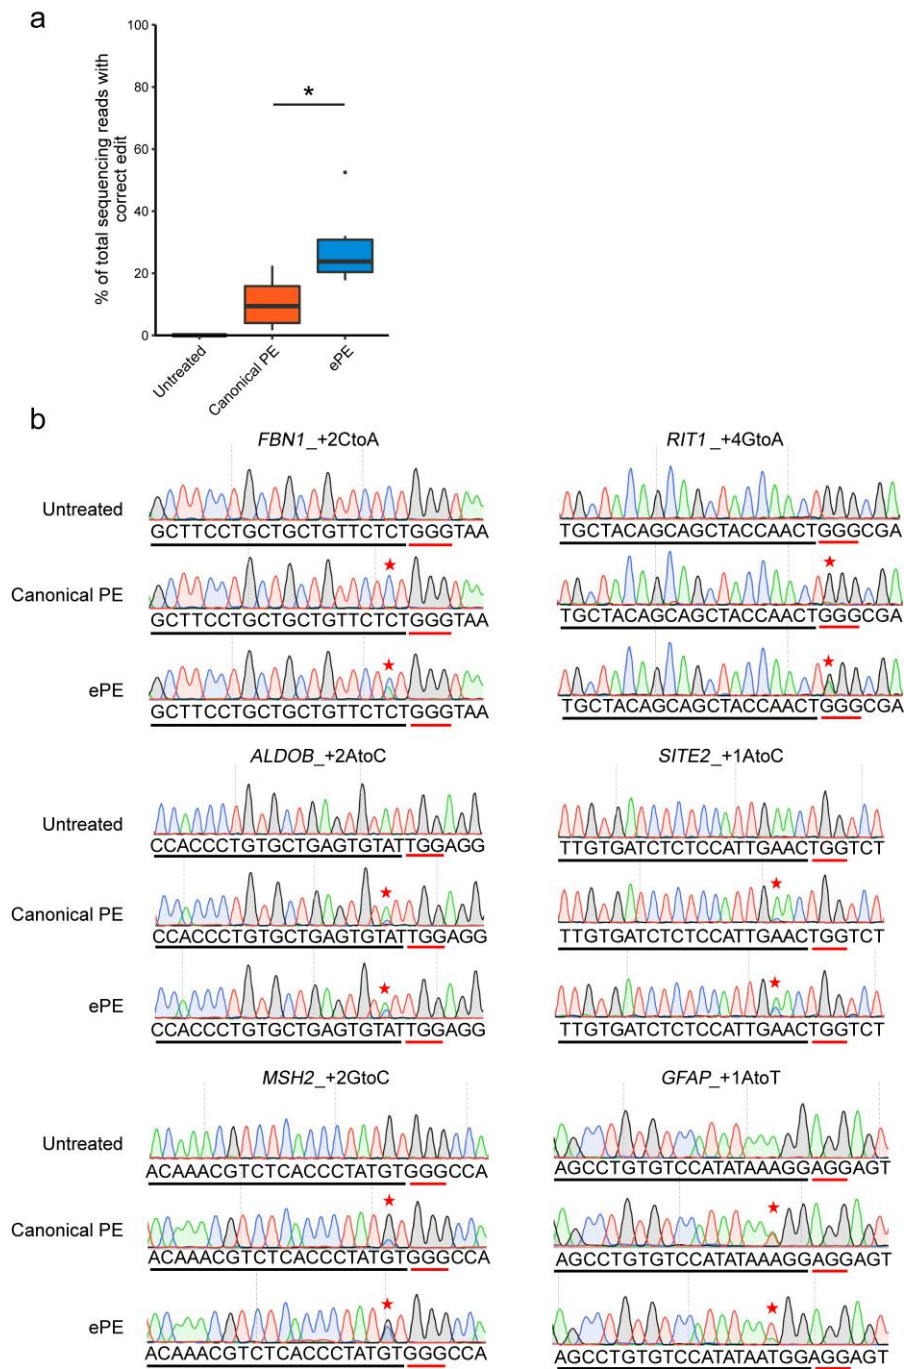 a
% of total sequencing reads with
correct edit
100
80
60
40
20
0
*
Untreated
Canonical PE
ePE
b
FBN1_+2CtoA
Untreated
GCTTCCTGCTGCTGTTCTCTGGGTAA
Canonical PE
GCTTCCTGCTGCTGTTCTCTGGGTAA
ePE
GCTTCCTGCTGCTGTTCTCTGGGTAA
RIT1_+4GtoA
TGCTACAGCAGCTACCAACTGGGCGA
TGCTACAGCAGCTACCAACTGGGCGA
TGCTACAGCAGCTACCAACTGGGCGA
ALDOB_+2AtoC
Untreated
CCACCCTGTGCTGAGTGTATTGGAGG
Canonical PE
CCACCCTGTGCTGAGTGTATTGGAGG
ePE
CCACCCTGTGCTGAGTGTATTGGAGG
SITE2_+1AtoC
TTGTGATCTCTCCATTGAACTGGTCT
TTGTGATCTCTCCATTGAACTGGTCT
TTGTGATCTCTCCATTGAACTGGTCT
MSH2_+2GtoC
Untreated
ACAAACGTCTCACCCTATGTGGGCCA
Canonical PE
ACAAACGTCTCACCCTATGTGGGCCA
ePE
ACAAACGTCTCACCCTATGTGGGCCA
GFAP_+1AtoT
AGCCTGTGTCCATATAAAGGAGGAGT
AGCCTGTGTCCATATAAAGGAGGAGT
AGCCTGTGTCCATATAATGGAGGAGT